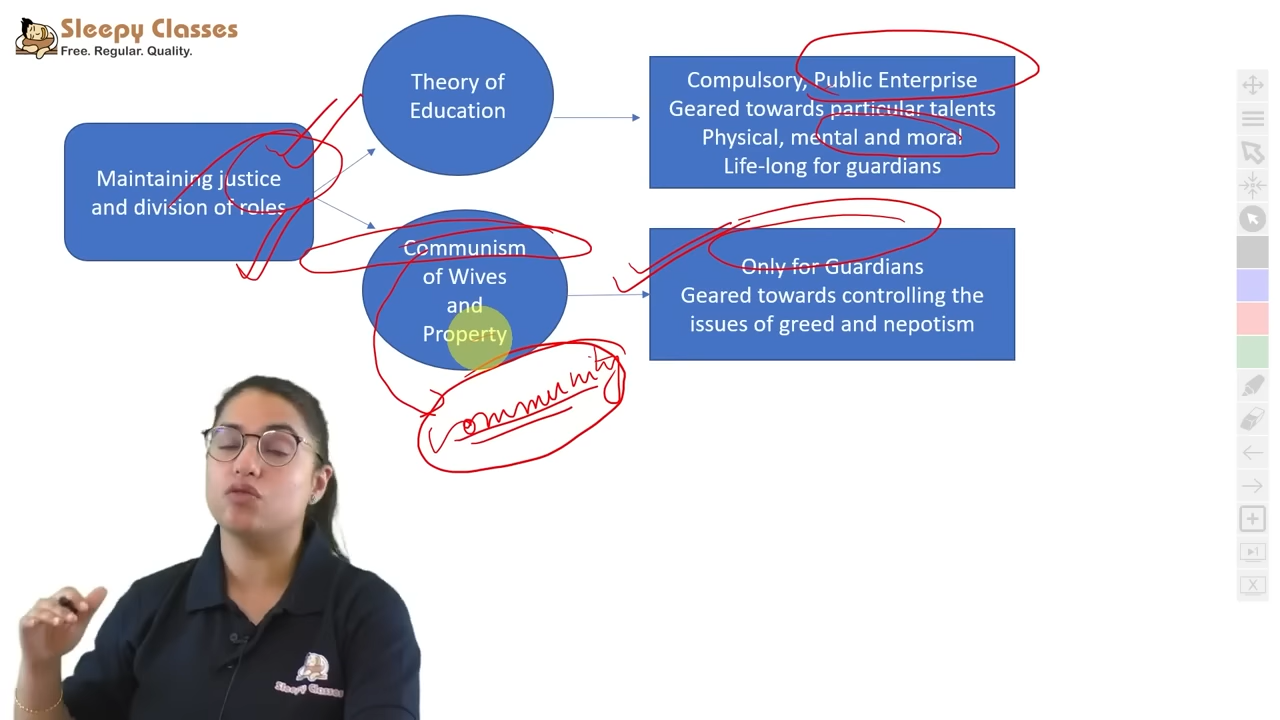 Sleepy Classes
Free. Regular. Quality.
Theory of
Education
Compulsory, Public Enterprise
Geared towards particular talents
Physical, mental and moral
Life-long for guardians
Maintaining justice
and division of roles
Communism
of Wives
and
Property
Only for Guardians
Geared towards controlling the
issues of greed and nepotism
Community
Sleepy Classes